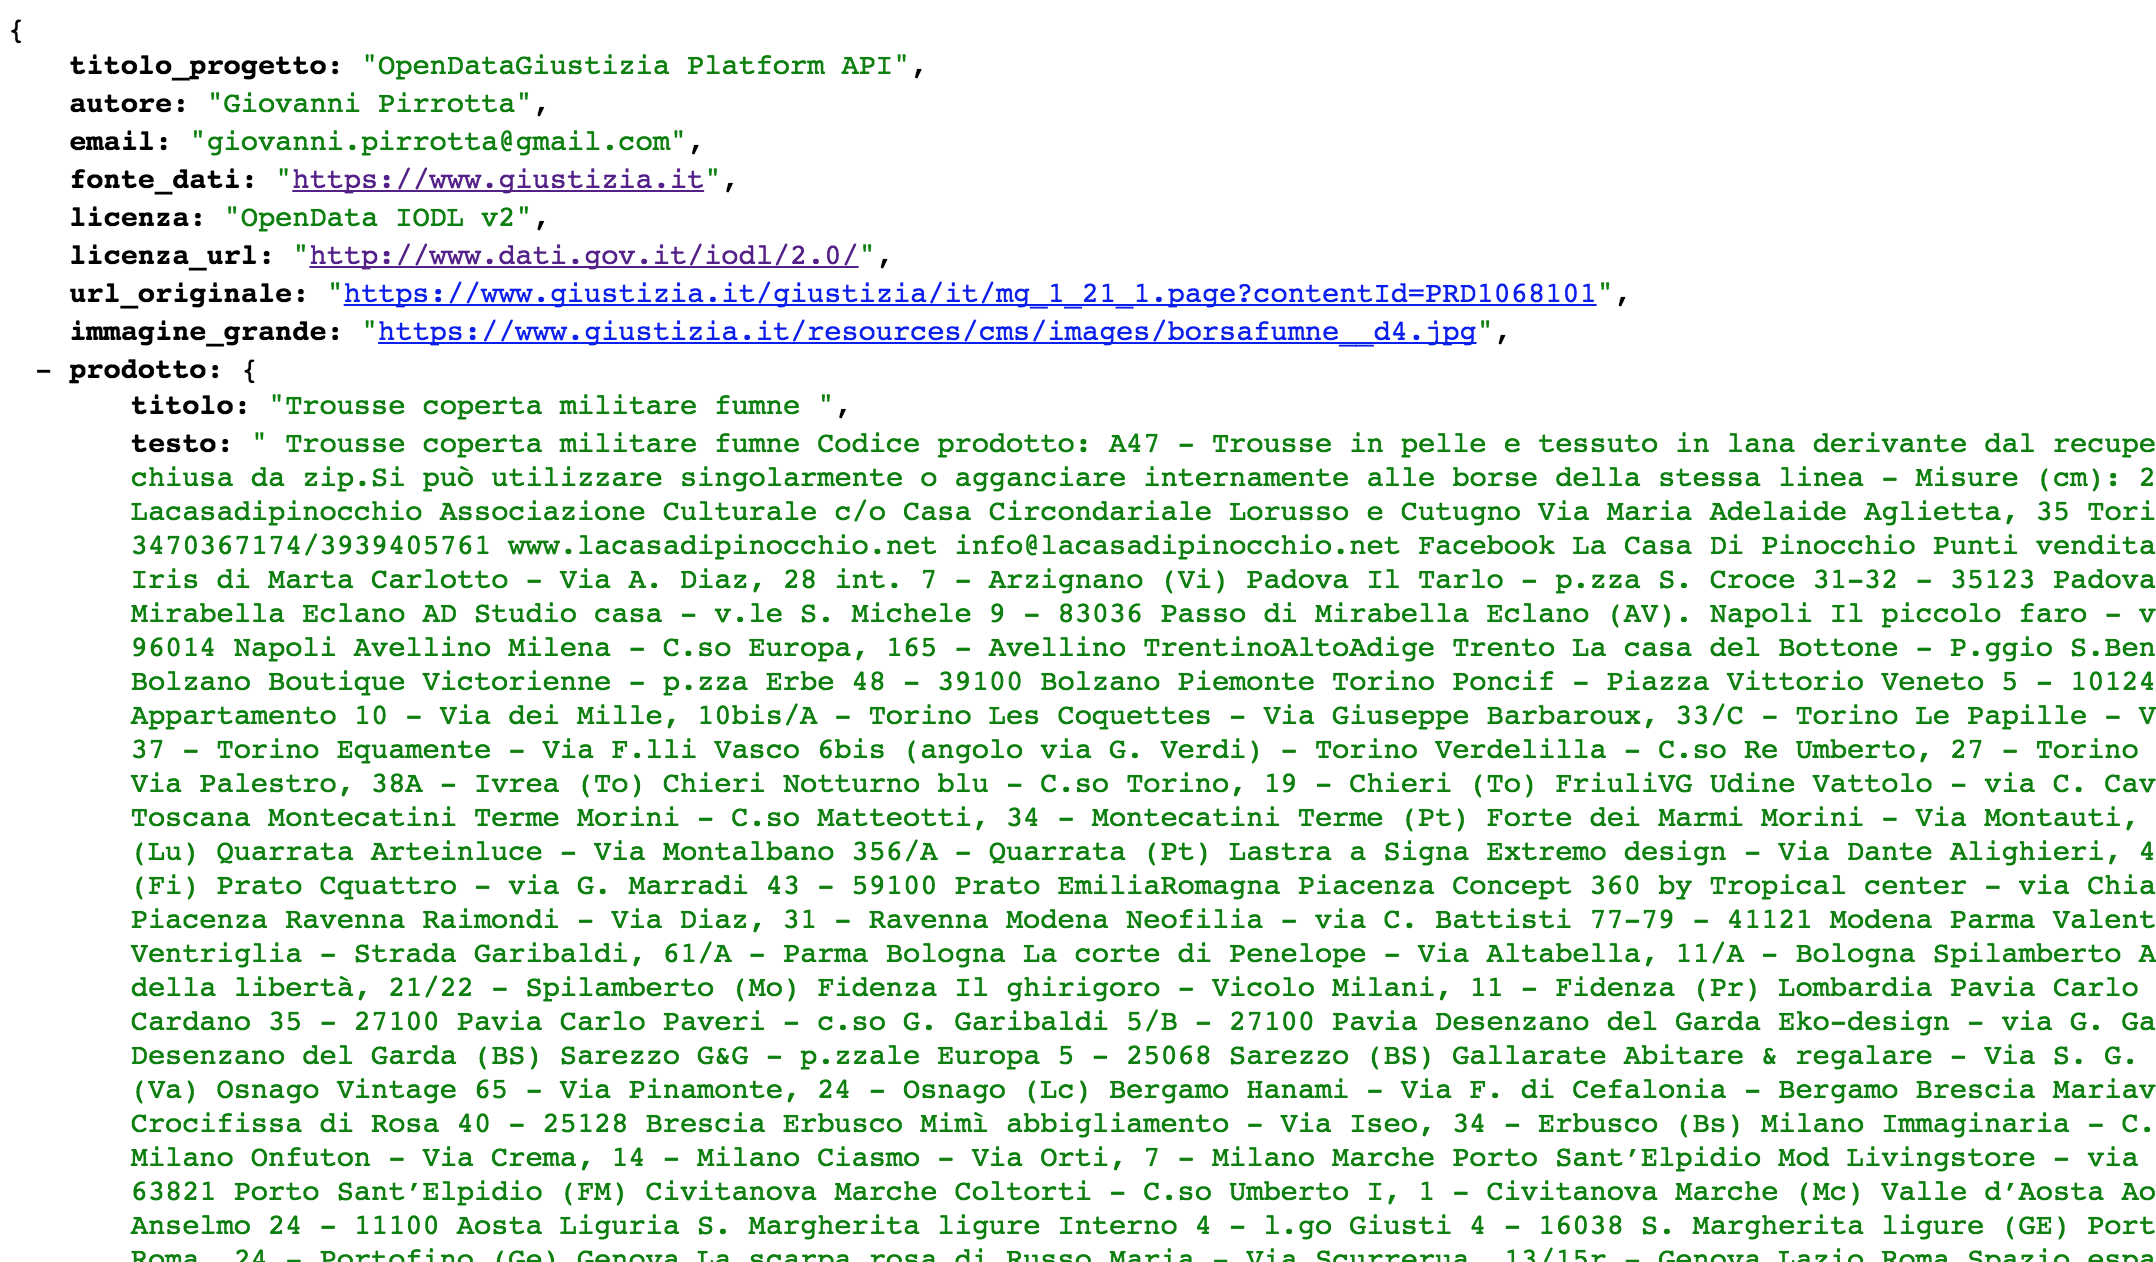 {
titolo_progetto: "OpenDataGiustizia Platform API",
autore: "Giovanni Pirrotta",
email: "giovanni.pirrotta@gmail.com",
fonte_dati: "https://www.giustizia.it",
licenza: "OpenData IODL v2",
licenza_url: "http://www.dati.gov.it/iodl/2.0/",
url_originale: "https://www.giustizia.it/giustizia/it/mg_1_21_1.page?contentId=PRD1068101",
immagine_grande: "https://www.giustizia.it/resources/cms/images/borsafumne__d4.jpg",
- prodotto: {
titolo: "Trousse coperta militare fumne ",
testo: " Trousse coperta militare fumne Codice prodotto: A47 - Trousse in pelle e tessuto in lana derivante dal recupe
chiusa da zip.Si può utilizzare singolarmente o agganciare internamente alle borse della stessa linea - Misure (cm): 2
Lacasadipinocchio Associazione Culturale c/o Casa Circondariale Lorusso e Cutugno Via Maria Adelaide Aglietta, 35 Tori
3470367174/3939405761 www.lacasadipinocchio.net info@lacasadipinocchio.net Facebook La Casa Di Pinocchio Punti vendita
Iris di Marta Carlotto - Via A. Diaz, 28 int. 7 - Arzignano (Vi) Padova Il Tarlo - p.zza S. Croce 31-32 - 35123 Padova
Mirabella Eclano AD Studio casa - v.le S. Michele 9 - 83036 Passo di Mirabella Eclano (AV). Napoli Il piccolo faro - v
96014 Napoli Avellino Milena - C.so Europa, 165 - Avellino TrentinoAltoAdige Trento La casa del Bottone - P.ggio S.Ben
Bolzano Boutique Victorienne - p.zza Erbe 48 - 39100 Bolzano Piemonte Torino Poncif - Piazza Vittorio Veneto 5 - 10124
Appartamento 10 - Via dei Mille, 10bis/A - Torino Les Coquettes - Via Giuseppe Barbaroux, 33/C - Torino Le Papille - V
37 - Torino Equamente - Via F.lli Vasco 6bis (angolo via G. Verdi) - Torino Verdelilla - C.so Re Umberto, 27 - Torino
Via Palestro, 38A - Ivrea (To) Chieri Notturno blu - C.so Torino, 19 - Chieri (To) FriuliVG Udine Vattolo - via C. Cav
Toscana Montecatini Terme Morini - C.so Matteotti, 34 - Montecatini Terme (Pt) Forte dei Marmi Morini - Via Montauti,
(Lu) Quarrata Arteinluce - Via Montalbano 356/A - Quarrata (Pt) Lastra a Signa Extremo design - Via Dante Alighieri, 4
(Fi) Prato Cquattro - via G. Marradi 43 - 59100 Prato EmiliaRomagna Piacenza Concept 360 by Tropical center - via Chia
Piacenza Ravenna Raimondi - Via Diaz, 31 - Ravenna Modena Neofilia - via C. Battisti 77-79 - 41121 Modena Parma Valent
Ventriglia - Strada Garibaldi, 61/A - Parma Bologna La corte di Penelope - Via Altabella, 11/A - Bologna Spilamberto A
della libertà, 21/22 - Spilamberto (Mo) Fidenza Il ghirigoro - Vicolo Milani, 11 - Fidenza (Pr) Lombardia Pavia Carlo
Cardano 35 - 27100 Pavia Carlo Paveri - c.so G. Garibaldi 5/B - 27100 Pavia Desenzano del Garda Eko-design - via G. Ga
Desenzano del Garda (BS) Sarezzo G&G - p.zzale Europa 5 - 25068 Sarezzo (BS) Gallarate Abitare & regalare - Via S. G.
(Va) Osnago Vintage 65 - Via Pinamonte, 24 - Osnago (Lc) Bergamo Hanami - Via F. di Cefalonia - Bergamo Brescia Mariav
Crocifissa di Rosa 40 - 25128 Brescia Erbusco Mimì abbigliamento - Via Iseo, 34 - Erbusco (Bs) Milano Immaginaria - C.
Milano Onfuton - Via Crema, 14 - Milano Ciasmo - Via Orti, 7 - Milano Marche Porto Sant'Elpidio Mod Livingstore - via
63821 Porto Sant'Elpidio (FM) Civitanova Marche Coltorti - C.so Umberto I, 1 - Civitanova Marche (Mc) Valle d'Aosta Ao
Anselmo 24 - 11100 Aosta Liguria S. Margherita ligure Interno 4 - l.go Giusti 4 - 16038 S. Margherita ligure (GE) Port
Roma, 24 - Portofino (Ge) Genova La scarpa rosa di Russo Maria - Via Scurrerua, 13/15r - Genova Lazio Roma Spazio espa